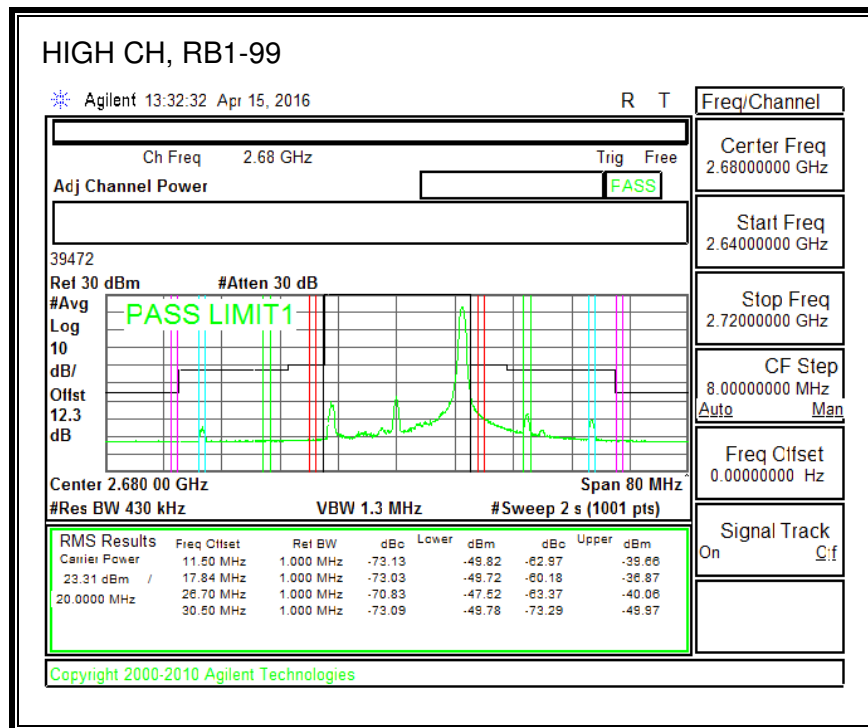 HIGH CH, RB1-99
Agilent 13:32:32 Apr 15, 2016 R T
Freq/Channel
Ch Freq 2.68 GHz Trig Free
Adj Channel Power PASS
Center Freq
2.68000000 GHz
Start Freq
2.64000000 GHz
Stop Freq
2.72000000 GHz
CF Step
8.00000000 MHz
Auto Man
Freq Offset
0.00000000 Hz
Signal Track
On Off
39472
Ref 30 dBm #Atten 30 dB
#Avg
Log
10
dB/
Offst
12.3
dB
PASS LIMIT1
Center 2.680 00 GHz Span 80 MHz
#Res BW 430 kHz VBW 1.3 MHz #Sweep 2 s (1001 pts)
RMS Results Freq Offset Ref BW dBc Lower dBm dBc Upper dBm
Carrier Power 11.50 MHz 1.000 MHz -73.13 -49.82 -62.97 -39.66
23.31 dBm / 17.84 MHz 1.000 MHz -73.03 -49.72 -60.18 -36.87
20.0000 MHz 26.70 MHz 1.000 MHz -70.83 -47.52 -63.37 -40.06
30.50 MHz 1.000 MHz -73.09 -49.78 -73.29 -49.97
Copyright 2000-2010 Agilent Technologies